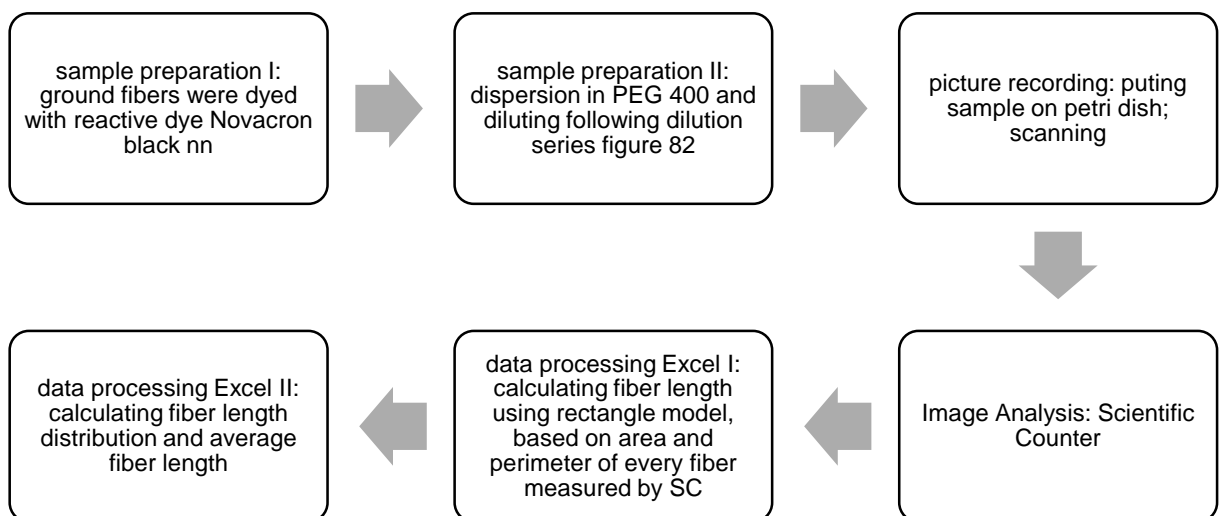 sample preparation I:
ground fibers were dyed
with reactive dye Novacron
black nn
sample preparation II:
dispersion in PEG 400 and
diluting following dilution
series figure 82
picture recording: puting
sample on petri dish;
scanning
Image Analysis: Scientific
Counter
data processing Excel I:
calculating fiber length
using rectangle model,
based on area and
perimeter of every fiber
measured by SC
data processing Excel II:
calculating fiber length
distribution and average
fiber length